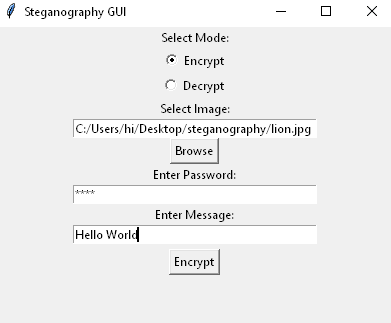 Steganography GUI
Select Mode:
Encrypt
Decrypt
Select Image:
C:/Users/hi/Desktop/steganography/lion.jpg
Browse
Enter Password:
****
Enter Message:
Hello World
Encrypt